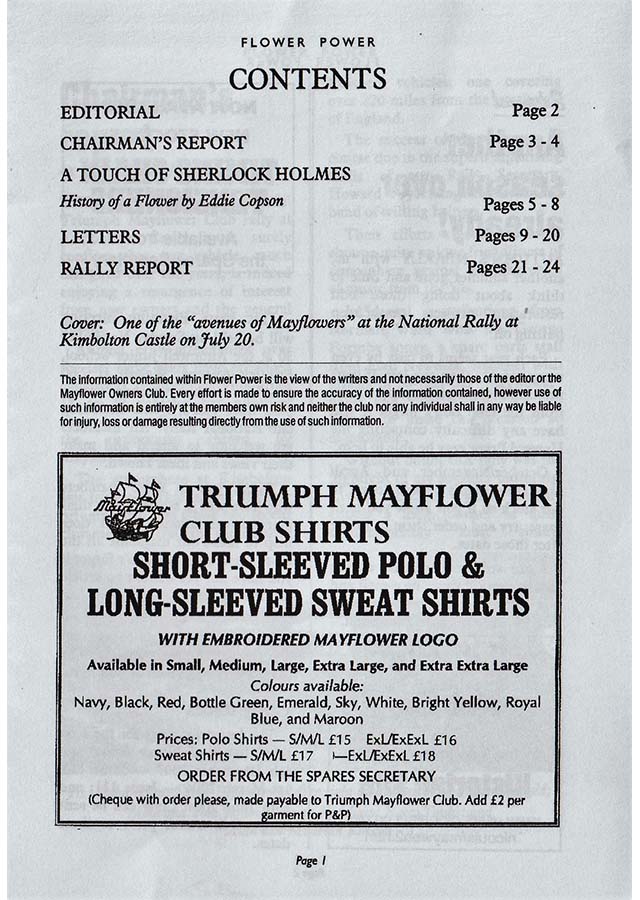 FLOWER POWER
CONTENTS
EDITORIAL Page 2
CHAIRMAN'S REPORT Page 3 - 4
A TOUCH OF SHERLOCK HOLMES
History of a Flower by Eddie Copson Pages 5 - 8
LETTERS Pages 9 - 20
RALLY REPORT Pages 21 - 24
Cover: One of the "avenues of Mayflowers" at the National Rally at
Kimbolton Castle on July 20.
The information contained within Flower Power is the view of the writers and not necessarily those of the editor or the
Mayflower Owners Club. Every effort is made to ensure the accuracy of the information contained, however use of
such information is entirely at the members own risk and neither the club nor any individual shall in any way be liable
for injury, loss or damage resulting directly from the use of such information.
Mayflower
TRIUMPH MAYFLOWER
CLUB SHIRTS
SHORT-SLEEVED POLO &
LONG-SLEEVED SWEAT SHIRTS
WITH EMBROIDERED MAYFLOWER LOGO
Available in Small, Medium, Large, Extra Large, and Extra Extra Large
Colours available:
Navy, Black, Red, Bottle Green, Emerald, Sky, White, Bright Yellow, Royal
Blue, and Maroon
Prices: Polo Shirts — S/M/L £15 ExL/ExExL £16
Sweat Shirts — S/M/L £17 —ExL/ExExL £18
ORDER FROM THE SPARES SECRETARY
(Cheque with order please, made payable to Triumph Mayflower Club. Add £2 per
garment for P&P)
Page 1